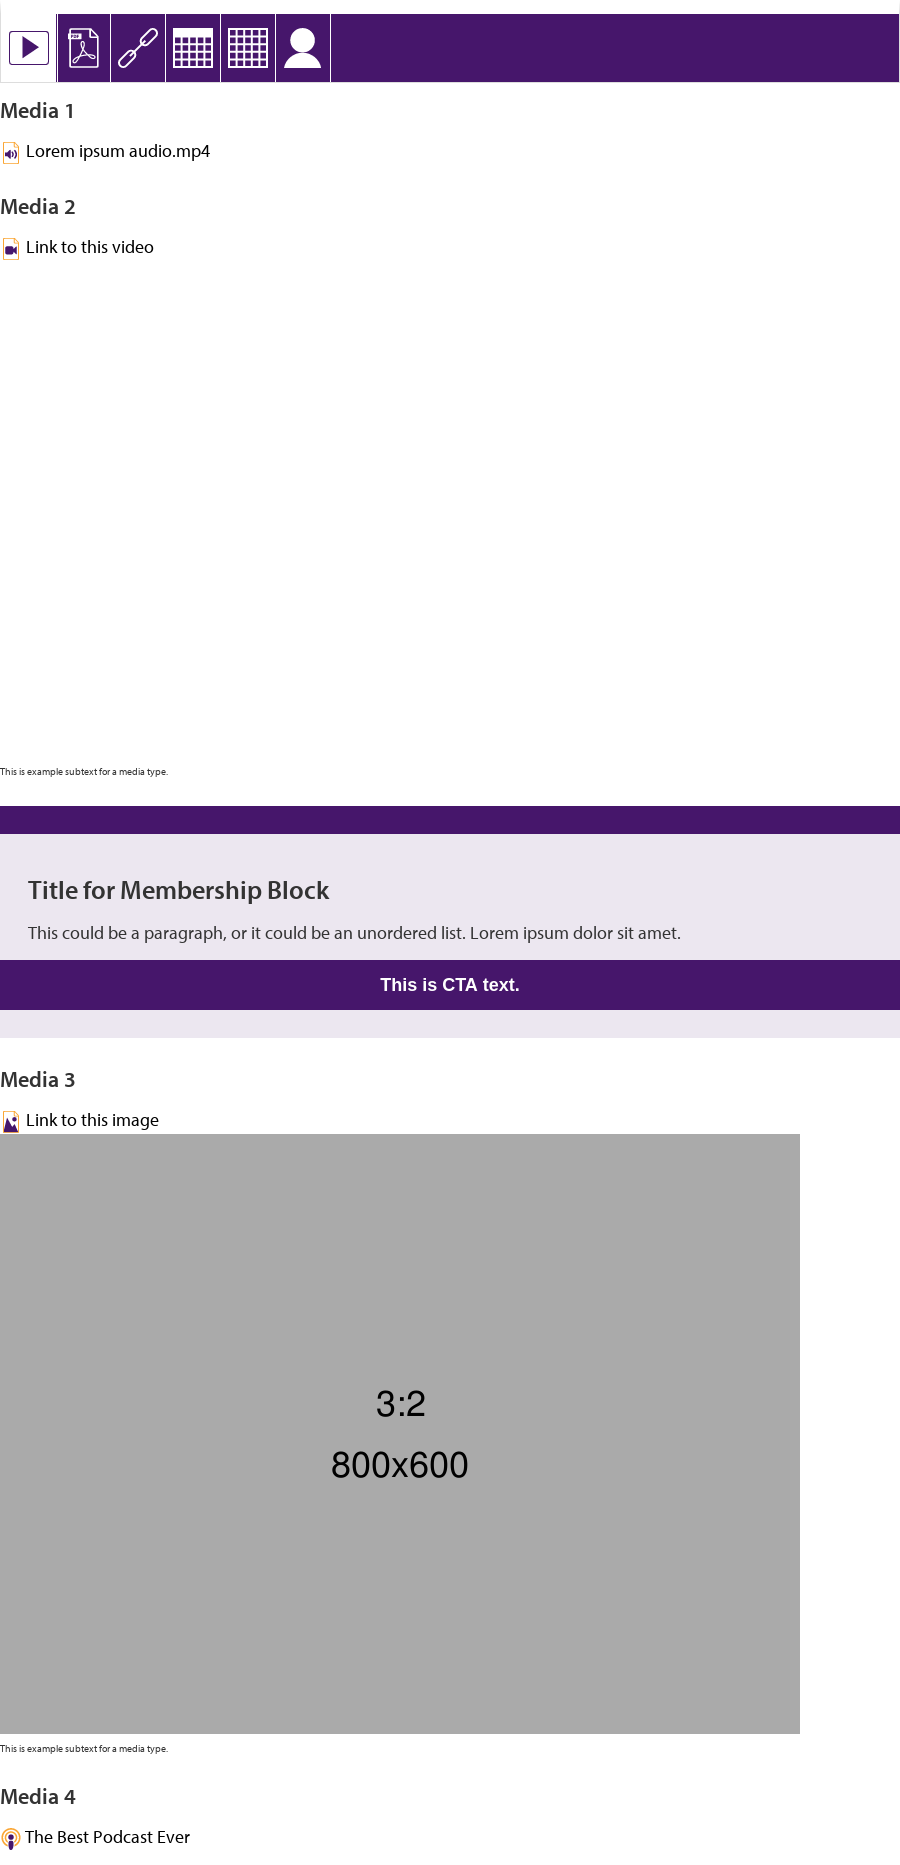 PDF
Media 1
Lorem ipsum audio.mp4
Media 2
Link to this video
This is example subtext for a media type.
Title for Membership Block
This could be a paragraph, or it could be an unordered list. Lorem ipsum dolor sit amet.
This is CTA text.
Media 3
Link to this image
3:2
800x600
This is example subtext for a media type.
Media 4
The Best Podcast Ever